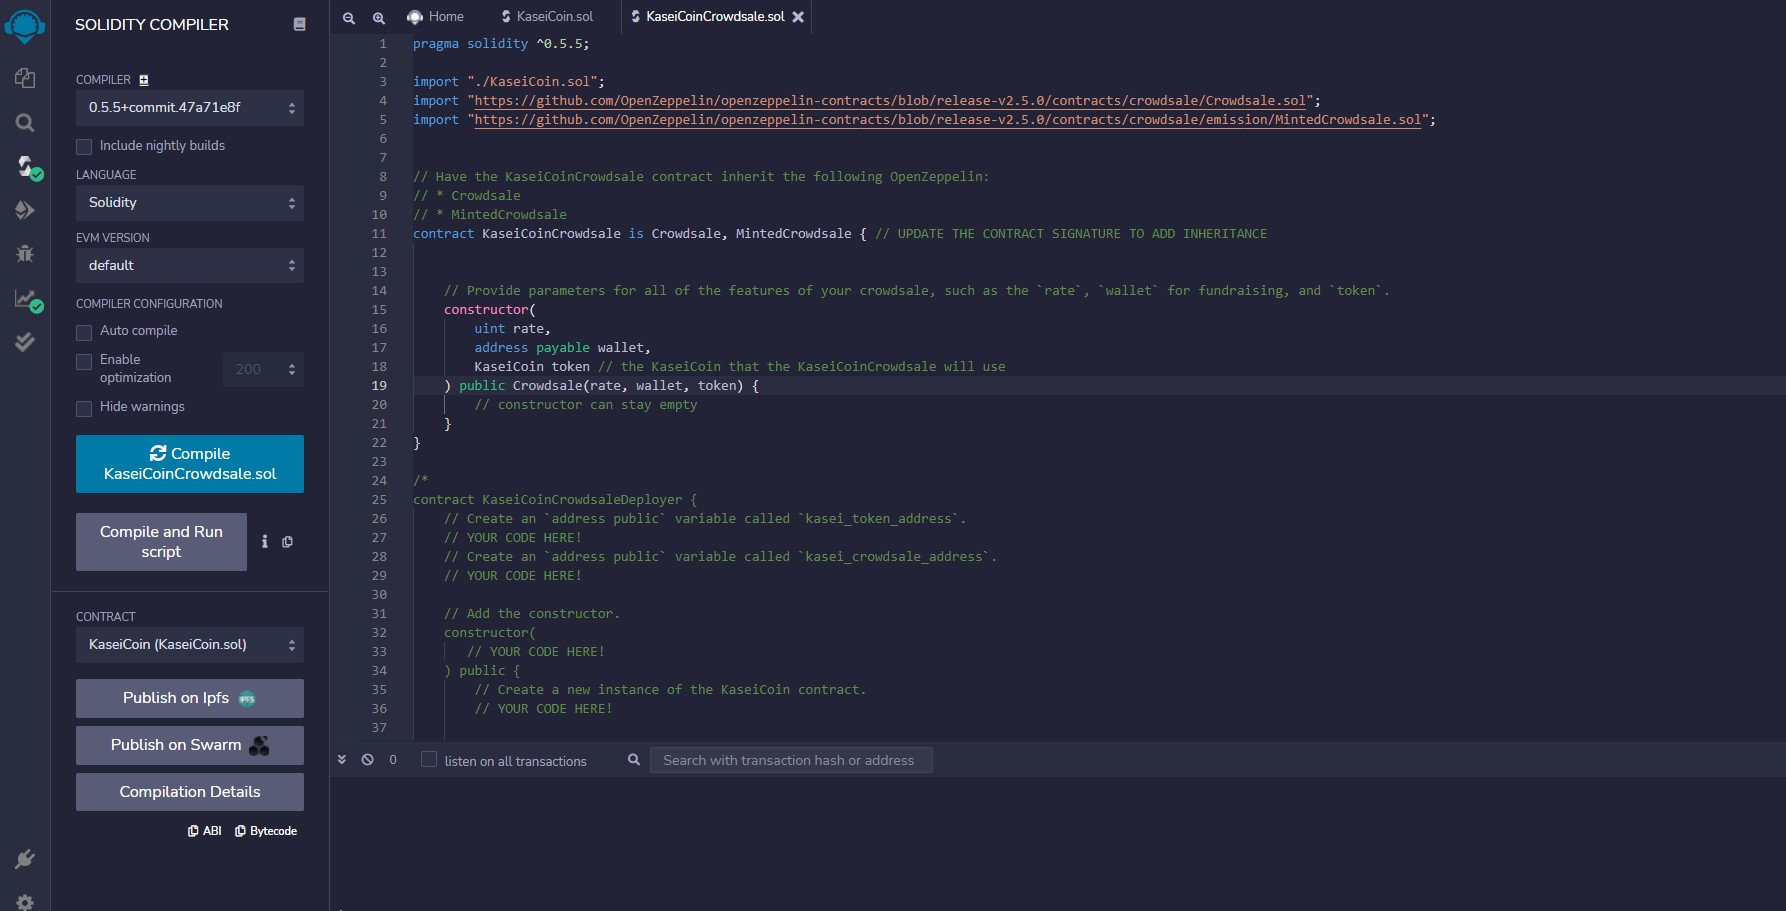 SOLIDITY COMPILER
COMPILER
0.5.5+commit.47a71e8f
Include nightly builds
LANGUAGE
Solidity
EVM VERSION
default
COMPILER CONFIGURATION
Auto compile
Enable
optimization
200
Hide warnings
Compile
KaseiCoinCrowdsale.sol
Compile and Run
script
CONTRACT
KaseiCoin (KaseiCoin.sol)
Publish on Ipfs
IPFS
Publish on Swarm
Compilation Details
ABI Bytecode
Home KaseiCoin.sol KaseiCoinCrowdsale.sol
1 pragma solidity ^0.5.5;
2
3 import "./KaseiCoin.sol";
4 import "https://github.com/OpenZeppelin/openzeppelin-contracts/blob/release-v2.5.0/contracts/crowdsale/Crowdsale.sol";
5 import "https://github.com/OpenZeppelin/openzeppelin-contracts/blob/release-v2.5.0/contracts/crowdsale/emission/MintedCrowdsale.sol";
6
7
8 // Have the KaseiCoinCrowdsale contract inherit the following OpenZeppelin:
9 // * Crowdsale
10 // * MintedCrowdsale
11 contract KaseiCoinCrowdsale is Crowdsale, MintedCrowdsale { // UPDATE THE CONTRACT SIGNATURE TO ADD INHERITANCE
12
13
14 // Provide parameters for all of the features of your crowdsale, such as the `rate`, `wallet` for fundraising, and `token`.
15 constructor(
16 uint rate,
17 address payable wallet,
18 KaseiCoin token // the KaseiCoin that the KaseiCoinCrowdsale will use
19 ) public Crowdsale(rate, wallet, token) {
20 // constructor can stay empty
21 }
22 }
23
24 /*
25 contract KaseiCoinCrowdsaleDeployer {
26 // Create an `address public` variable called `kasei_token_address`.
27 // YOUR CODE HERE!
28 // Create an `address public` variable called `kasei_crowdsale_address`.
29 // YOUR CODE HERE!
30
31 // Add the constructor.
32 constructor(
33 // YOUR CODE HERE!
34 ) public {
35 // Create a new instance of the KaseiCoin contract.
36 // YOUR CODE HERE!
37
0 listen on all transactions Search with transaction hash or address